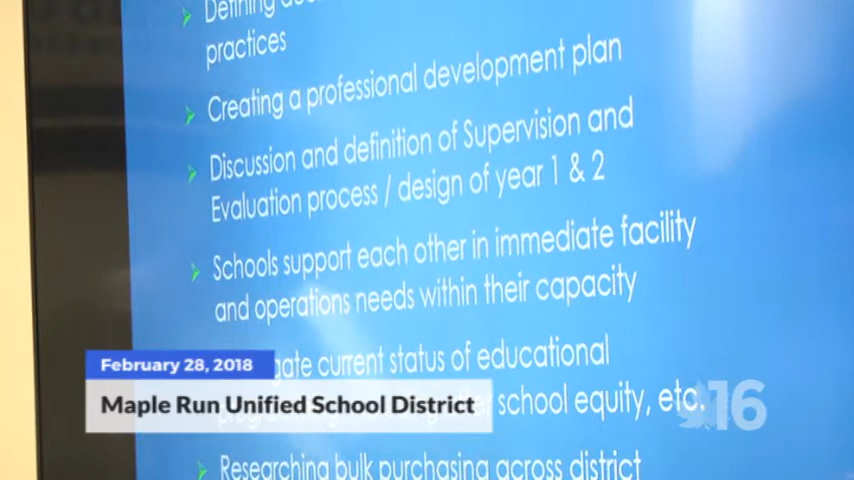 Defining
practices
Creating a professional development plan
Discussion and definition of Supervision and
Evaluation process / design of year 1 & 2
Schools support each other in immediate facility
and operations needs within their capacity
current status of educational
school equity, etc.
Researching bulk purchasing across district
February 28, 2018
Maple Run Unified School District
16